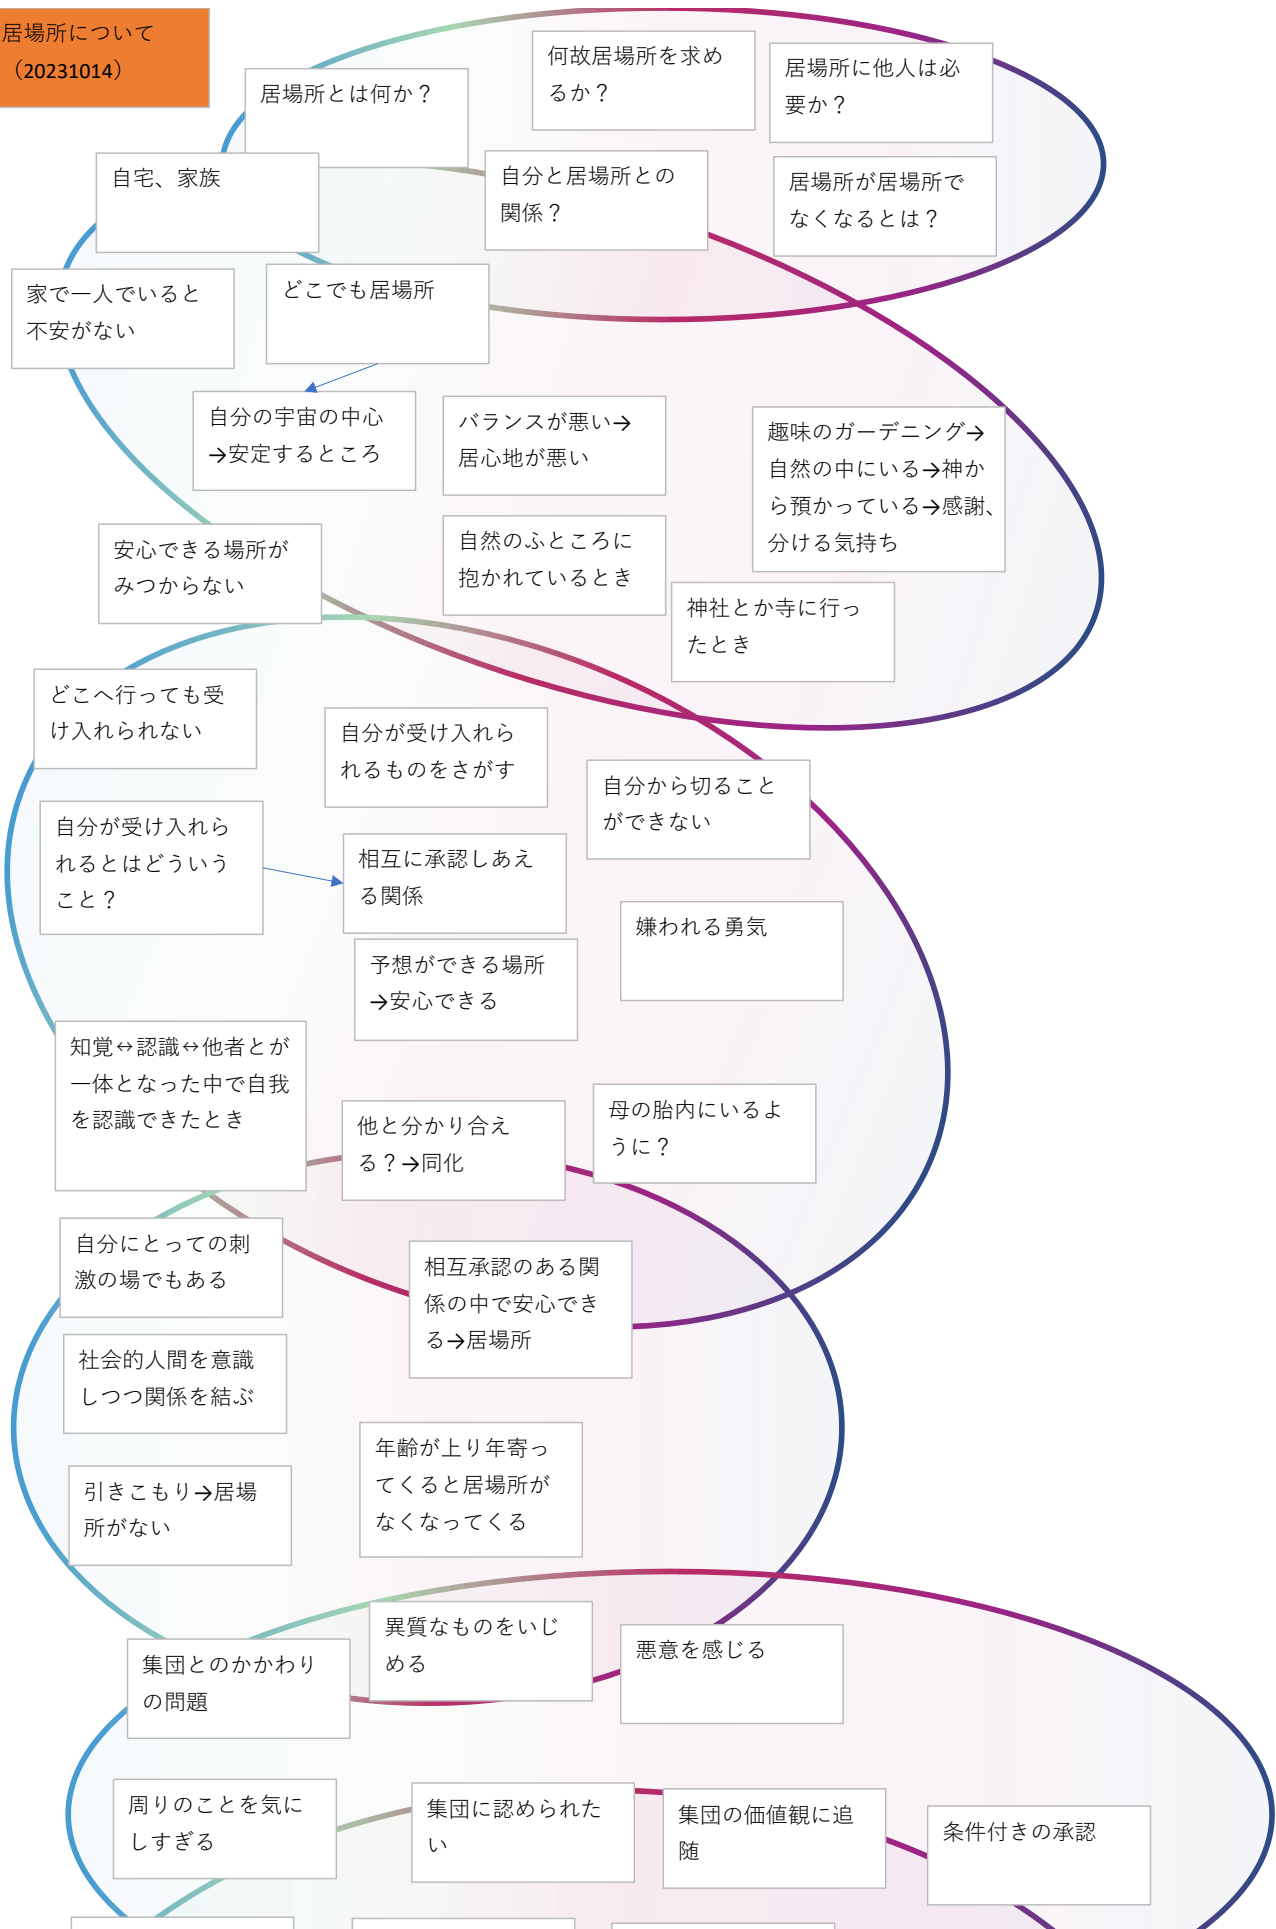 居場所について
（20231014）
居場所とは何か？
何故居場所を求め
るか？
居場所に他人は必
要か？
自宅、家族
自分と居場所との
関係？
居場所が居場所で
なくなるとは？
家で一人でいると
不安がない
どこでも居場所
自分の宇宙の中心
→安定するところ
バランスが悪い→
居心地が悪い
趣味のガーデニング→
自然の中にいる→神か
ら預かっている→感謝、
分ける気持ち
安心できる場所が
みつからない
自然のふところに
抱かれているとき
神社とか寺に行っ
たとき
どこへ行っても受
け入れられない
自分が受け入れら
れるものをさがす
自分から切ること
ができない
自分が受け入れら
れるとはどういう
こと？
相互に承認しあえ
る関係
嫌われる勇気
予想ができる場所
→安心できる
知覚↔認識↔他者とが
一体となった中で自我
を認識できたとき
他と分かり合え
る？→同化
母の胎内にいるよ
うに？
自分にとっての刺
激の場でもある
相互承認のある関
係の中で安心でき
る→居場所
社会的人間を意識
しつつ関係を結ぶ
年齢が上り年寄っ
てくると居場所が
なくなってくる
引きこもり→居場
所がない
集団とのかかわり
の問題
異質なものをいじ
める
悪意を感じる
周りのことを気に
しすぎる
集団に認められた
い
集団の価値観に追
随
条件付きの承認